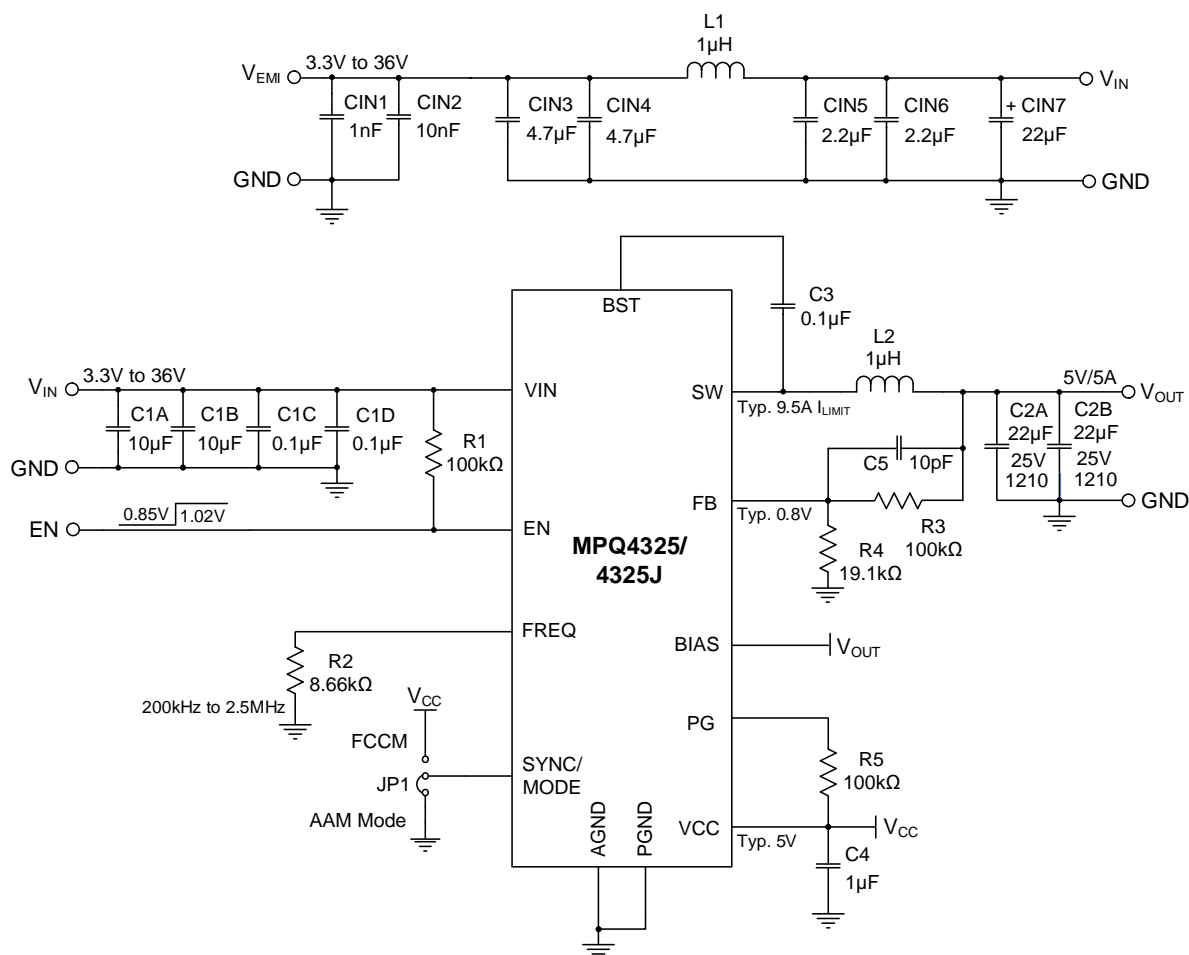 L1
1µH
V_EMI
3.3V to 36V
V_IN
CIN1
1nF
CIN2
10nF
CIN3
4.7µF
CIN4
4.7µF
CIN5
2.2µF
CIN6
2.2µF
+ CIN7
22µF
GND
GND
BST
C3
0.1µF
L2
1µH
V_IN
3.3V to 36V
VIN
SW
Typ. 9.5A I_LIMIT
5V/5A
V_OUT
C1A
10µF
C1B
10µF
C1C
0.1µF
C1D
0.1µF
R1
100kΩ
C2A
22µF
25V
1210
C2B
22µF
25V
1210
C5
10pF
GND
FB
Typ. 0.8V
R3
100kΩ
GND
EN
0.85V
1.02V
EN
MPQ4325/
4325J
R4
19.1kΩ
FREQ
BIAS
V_OUT
R2
8.66kΩ
200kHz to 2.5MHz
V_CC
FCCM
PG
JP1
SYNC/
MODE
R5
100kΩ
AAM Mode
AGND
PGND
VCC
Typ. 5V
V_CC
C4
1µF